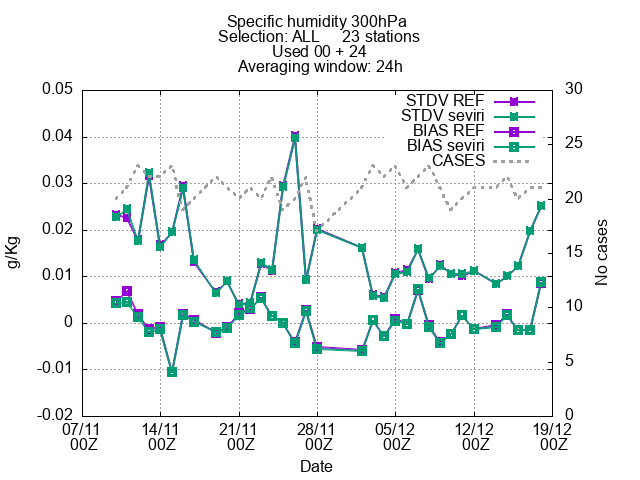 Specific humidity 300hPa
Selection: ALL 23 stations
Used 00 + 24
Averaging window: 24h
STDV REF
STDV seviri
BIAS REF
BIAS seviri
CASES
0.05
0.04
0.03
0.02
0.01
0
-0.01
-0.02
g/Kg
30
25
20
15
10
5
0
No cases
07/11 14/11 21/11 28/11 05/12 12/12 19/12
00Z 00Z 00Z 00Z 00Z 00Z 00Z
Date